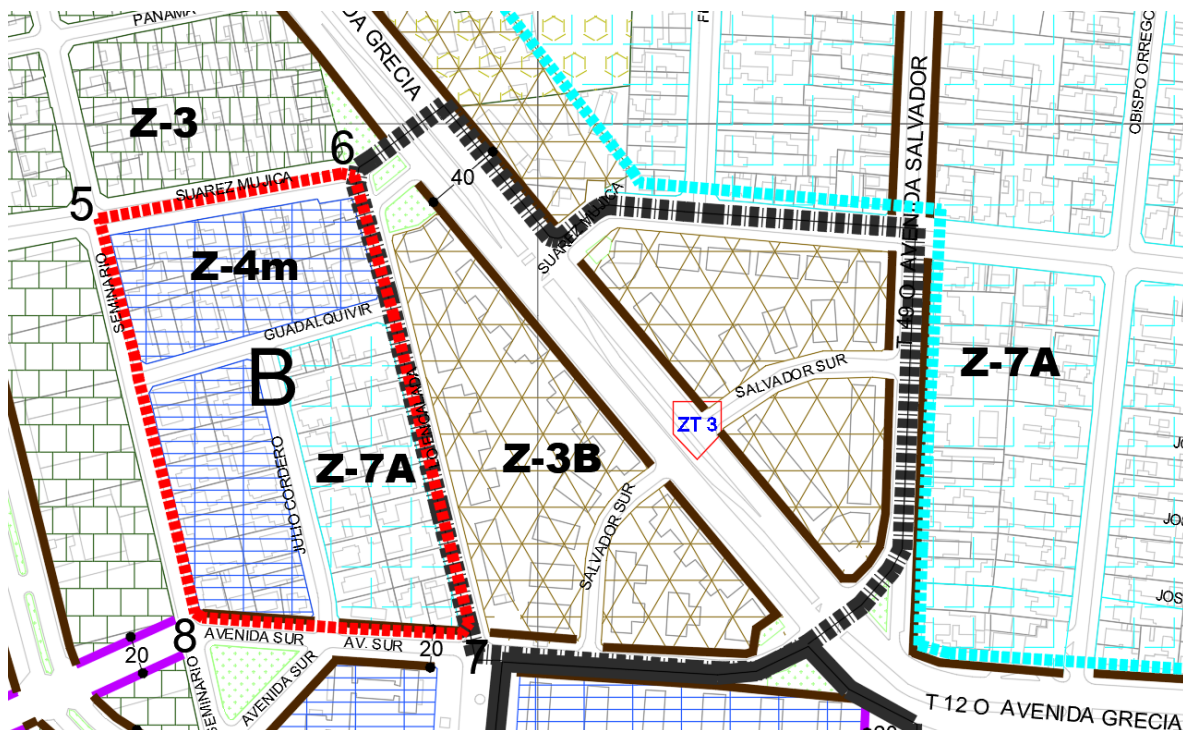 PANAMA
DA GRECIA
Z-3
6
SUAREZ MUJICA
5
40
T 49 O AVENIDA SALVADOR
OBISPO ORREGO
SUAREZ MUJICA
Z-4m
SEMINARIO
GUADALQUIVIR
B
Z-7A
JULIO CORDERO
Z-3B
SALVADOR SUR
ZT 3
SALVADOR SUR
Z-7A
8
AVENIDA SUR
AV. SUR
20
7
20
SEMINARIO
AVENIDA SUR
T 12 O AVENIDA GRECIA